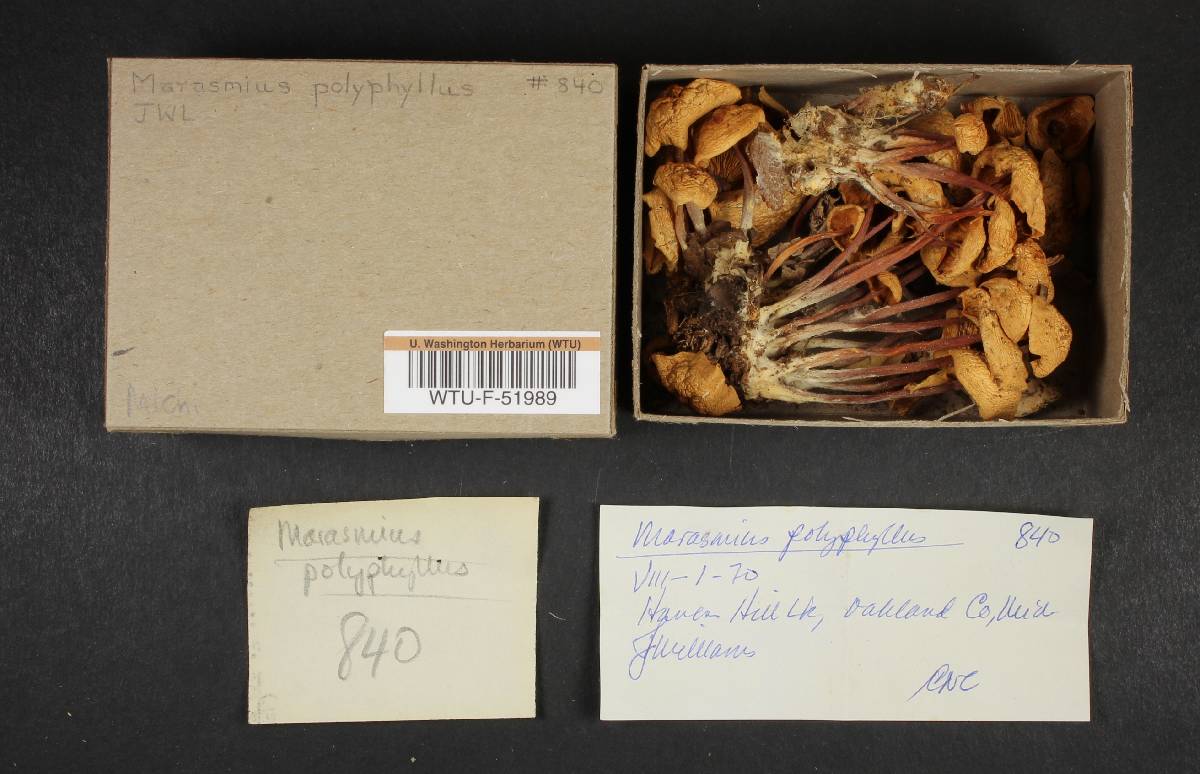 Marasmius polyphyllus # 840
JWL
Mich.
U. Washington Herbarium (WTU)
WTU-F-51989
Marasmius
polyphyllus
840
Marasmius polyphyllus 840
VIII-1-70
Haven Hill Lk, Oakland Co, Mich
JWilliams